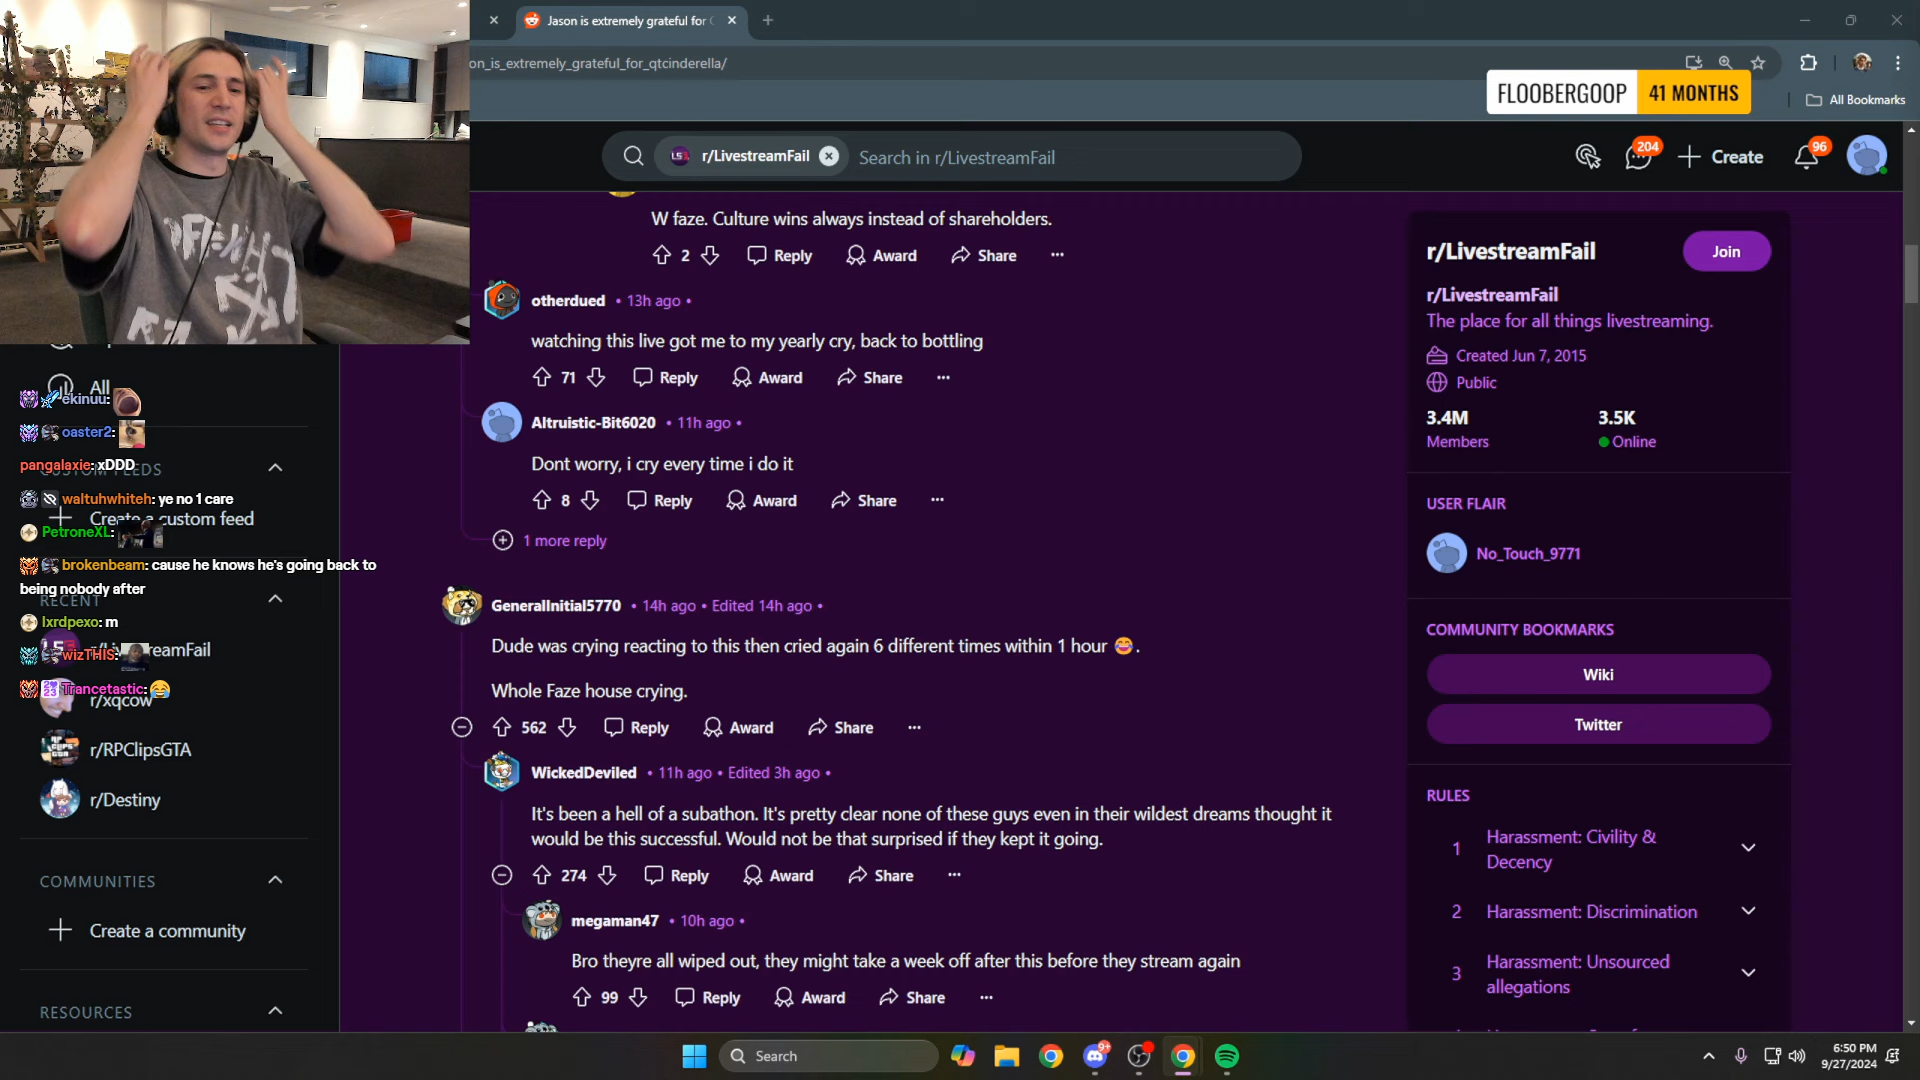 Jason is extremely grateful for
on_is_extremely_grateful_for_qtcinderella/
FLOOBERGOOP 41 MONTHS
All Bookmarks
r/LivestreamFail
Search in r/LivestreamFail
204
Create
96
W faze. Culture wins always instead of shareholders.
2 Reply Award Share
otherdued • 13h ago •
watching this live got me to my yearly cry, back to bottling
71 Reply Award Share
Altruistic-Bit6020 • 11h ago •
Dont worry, i cry every time i do it
8 Reply Award Share
1 more reply
GeneralInitial5770 • 14h ago • Edited 14h ago •
Dude was crying reacting to this then cried again 6 different times within 1 hour 😂.
Whole Faze house crying.
562 Reply Award Share
WickedDeviled • 11h ago • Edited 3h ago •
It's been a hell of a subathon. It's pretty clear none of these guys even in their wildest dreams thought it
would be this successful. Would not be that surprised if they kept it going.
274 Reply Award Share
megaman47 • 10h ago •
Bro theyre all wiped out, they might take a week off after this before they stream again
99 Reply Award Share
All
ekinuu:
oaster2:
pangalaxie: xDDD
CUSTOM FEEDS
waltuhwhiteh: ye no 1 care
Create a custom feed
PetroneXL:
brokenbeam: cause he knows he's going back to
being nobody after
RECENT
lxrdpexo: m
r/LivestreamFail
wizTHIS:
Trancetastic: 😂
r/xqcow
r/RPClipsGTA
r/Destiny
COMMUNITIES
Create a community
RESOURCES
r/LivestreamFail
Join
r/LivestreamFail
The place for all things livestreaming.
Created Jun 7, 2015
Public
3.4M 3.5K
Members Online
USER FLAIR
No_Touch_9771
COMMUNITY BOOKMARKS
Wiki
Twitter
RULES
1 Harassment: Civility &
Decency
2 Harassment: Discrimination
3 Harassment: Unsourced
allegations
Search
9+
6:50 PM
9/27/2024